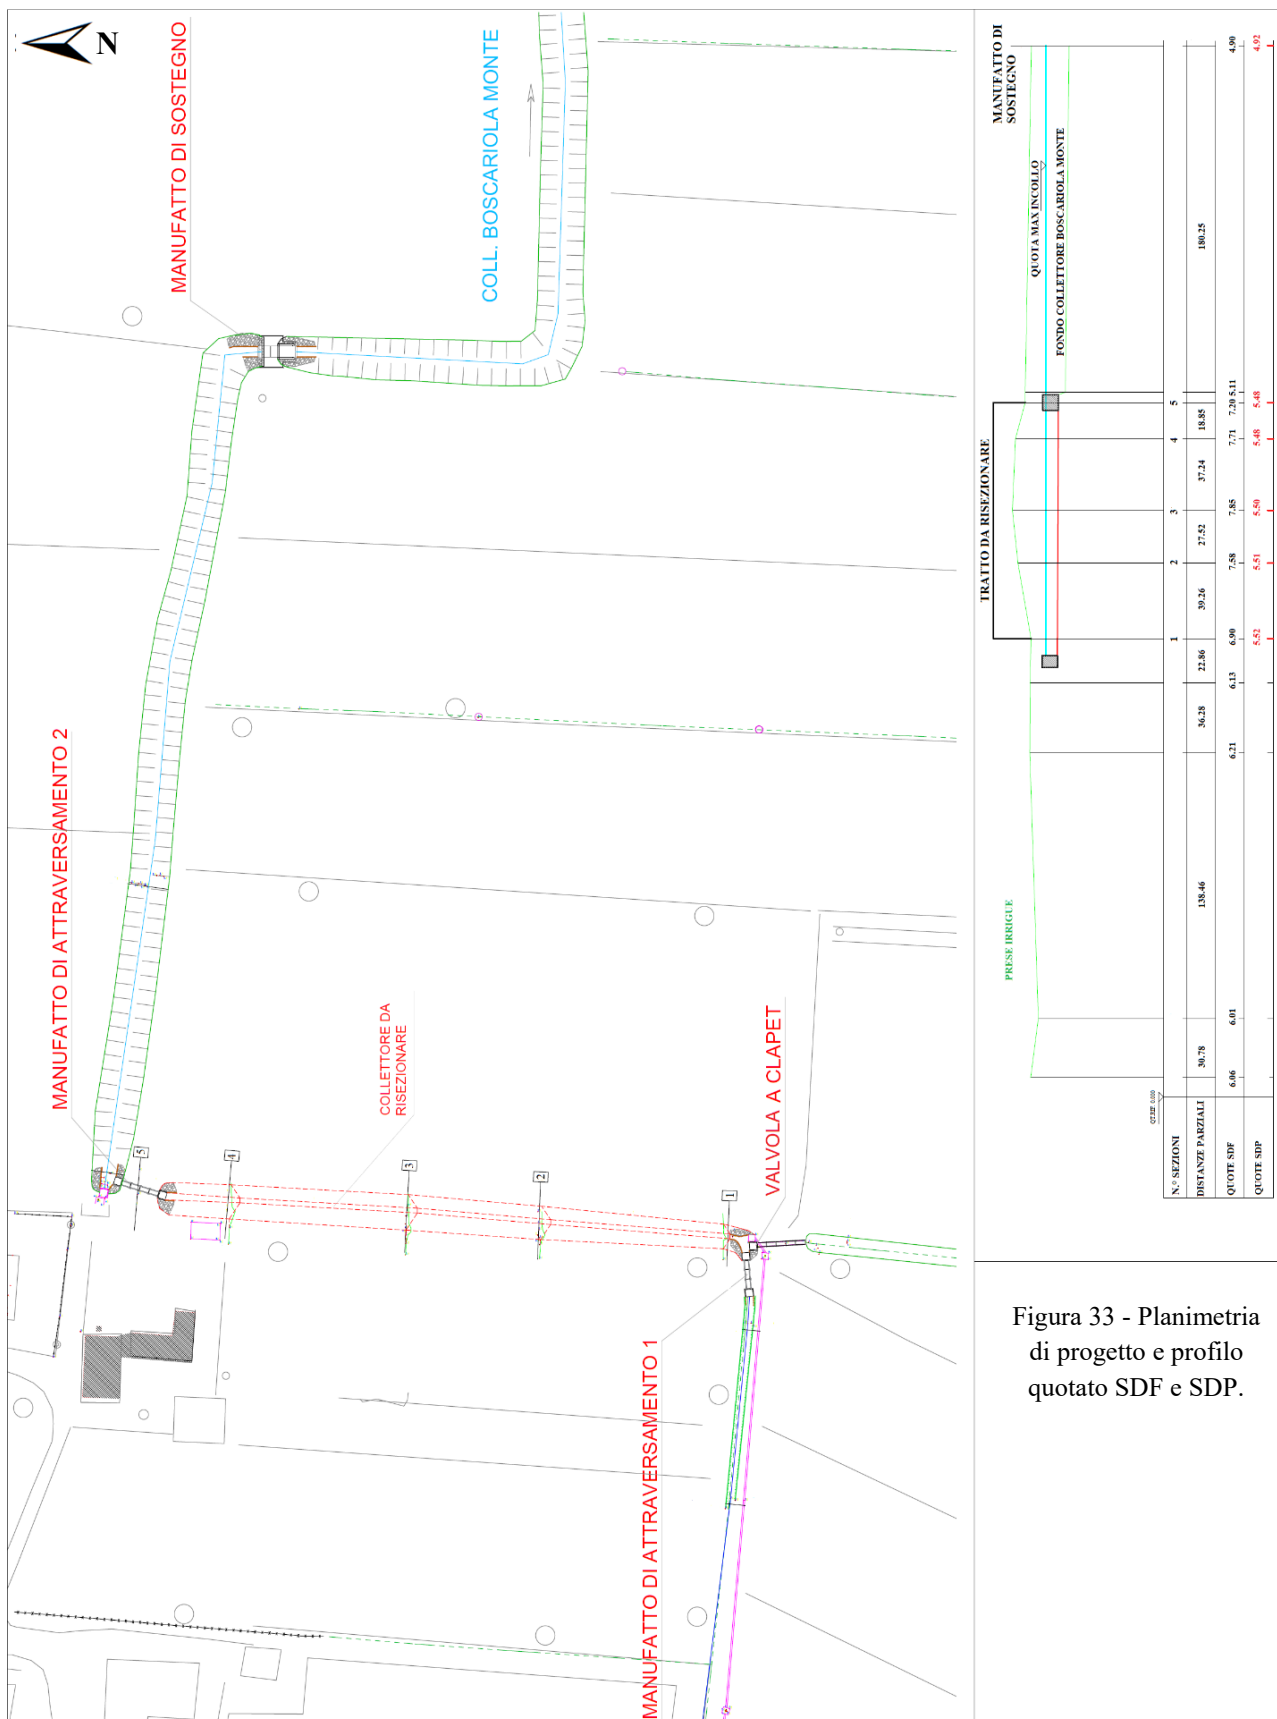 N
MANUFATTO DI SOSTEGNO
COLL. BOSCARIOLA MONTE
MANUFATTO DI ATTRAVERSAMENTO 2
COLLETTORE DA
RISEZIONARE
VALVOLA A CLAPET
MANUFATTO DI ATTRAVERSAMENTO 1
5
4
3
2
1
MANUFATTO DI
SOSTEGNO
QUOTA MAX INCOLLO
FONDO COLLETTORE BOSCARIOLA MONTE
TRATTO DA RISEZIONARE
PRESE IRRIGUE
N.° SEZIONI 1 2 3 4 5
DISTANZE PARZIALI 30.78 138.46 36.28 22.86 39.26 27.52 37.24 18.85 180.25
QUOTE SDF 6.06 6.01 6.21 6.13 6.90 7.58 7.85 7.71 7.20 5.11 4.90
QUOTE SDP 5.52 5.51 5.50 5.48 5.48 4.92
Figura 33 - Planimetria
di progetto e profilo
quotato SDF e SDP.